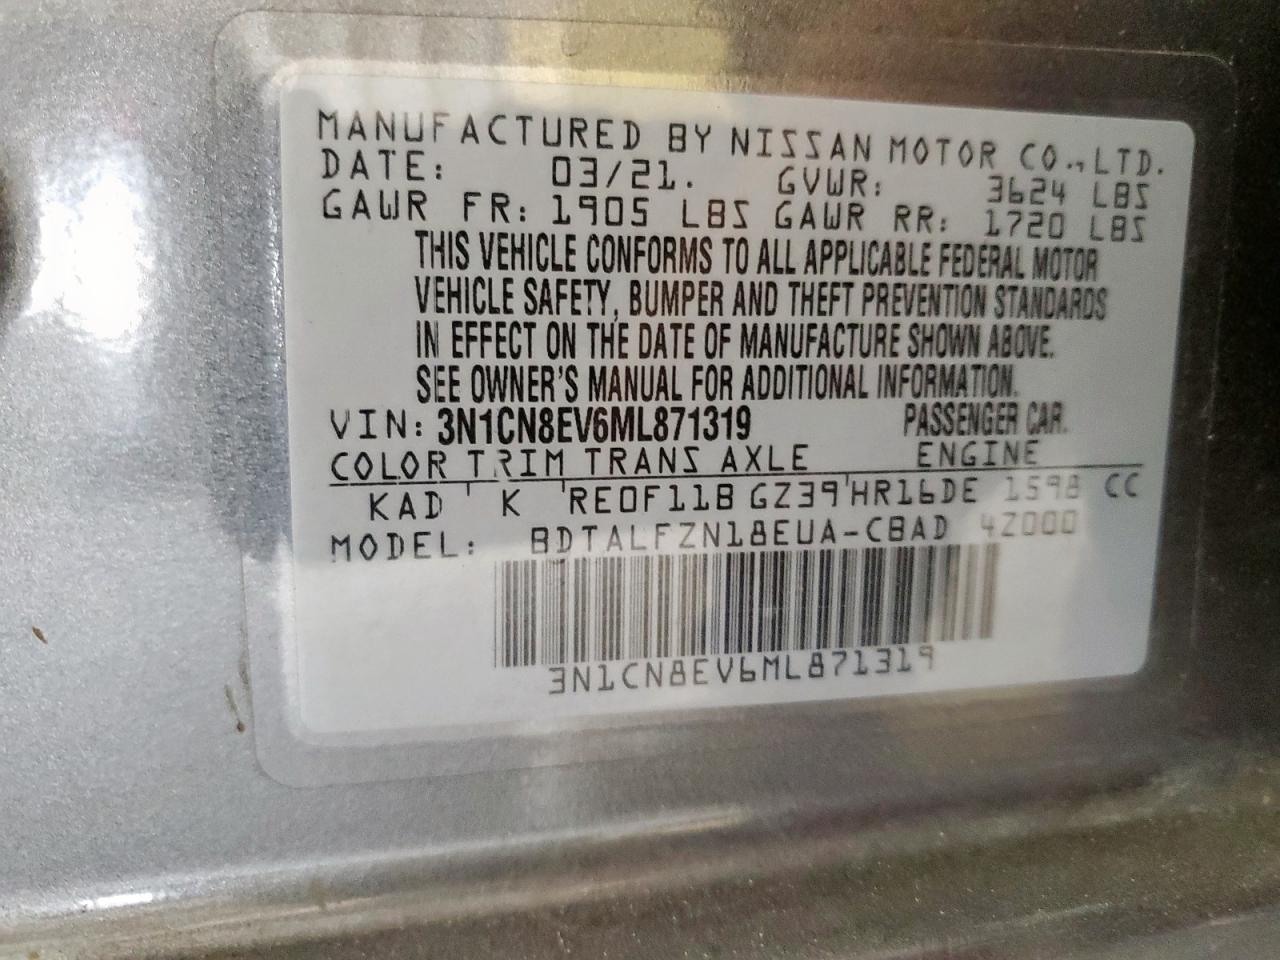 MANUFACTURED BY NISSAN MOTOR CO.,LTD.
DATE: 03/21. GVWR: 3624 LBS
GAWR FR: 1905 LBS GAWR RR: 1720 LBS
THIS VEHICLE CONFORMS TO ALL APPLICABLE FEDERAL MOTOR
VEHICLE SAFETY, BUMPER AND THEFT PREVENTION STANDARDS
IN EFFECT ON THE DATE OF MANUFACTURE SHOWN ABOVE.
SEE OWNER'S MANUAL FOR ADDITIONAL INFORMATION.
VIN: 3N1CN8EV6ML871319 PASSENGER CAR.
COLOR TRIM TRANS AXLE ENGINE
KAD ' K 'RE0F11B GZ39'HR16DE 1598 CC
MODEL: BDTALFZN18EUA-CBAD 4Z000
3N1CN8EV6ML871319